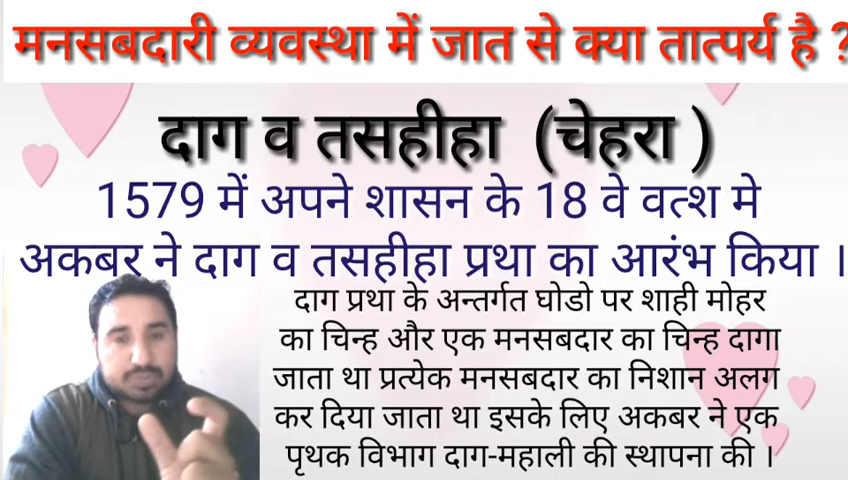 मनसबदारी व्यवस्था में जात से क्या तात्पर्य है ?
दाग व तसहीहा (चेहरा )
1579 में अपने शासन के 18 वे वत्श मे
अकबर ने दाग व तसहीहा प्रथा का आरंभ किया ।
दाग प्रथा के अन्तर्गत घोडो पर शाही मोहर
का चिन्ह और एक मनसबदार का चिन्ह दागा
जाता था प्रत्येक मनसबदार का निशान अलग
कर दिया जाता था इसके लिए अकबर ने एक
पृथक विभाग दाग-महाली की स्थापना की ।